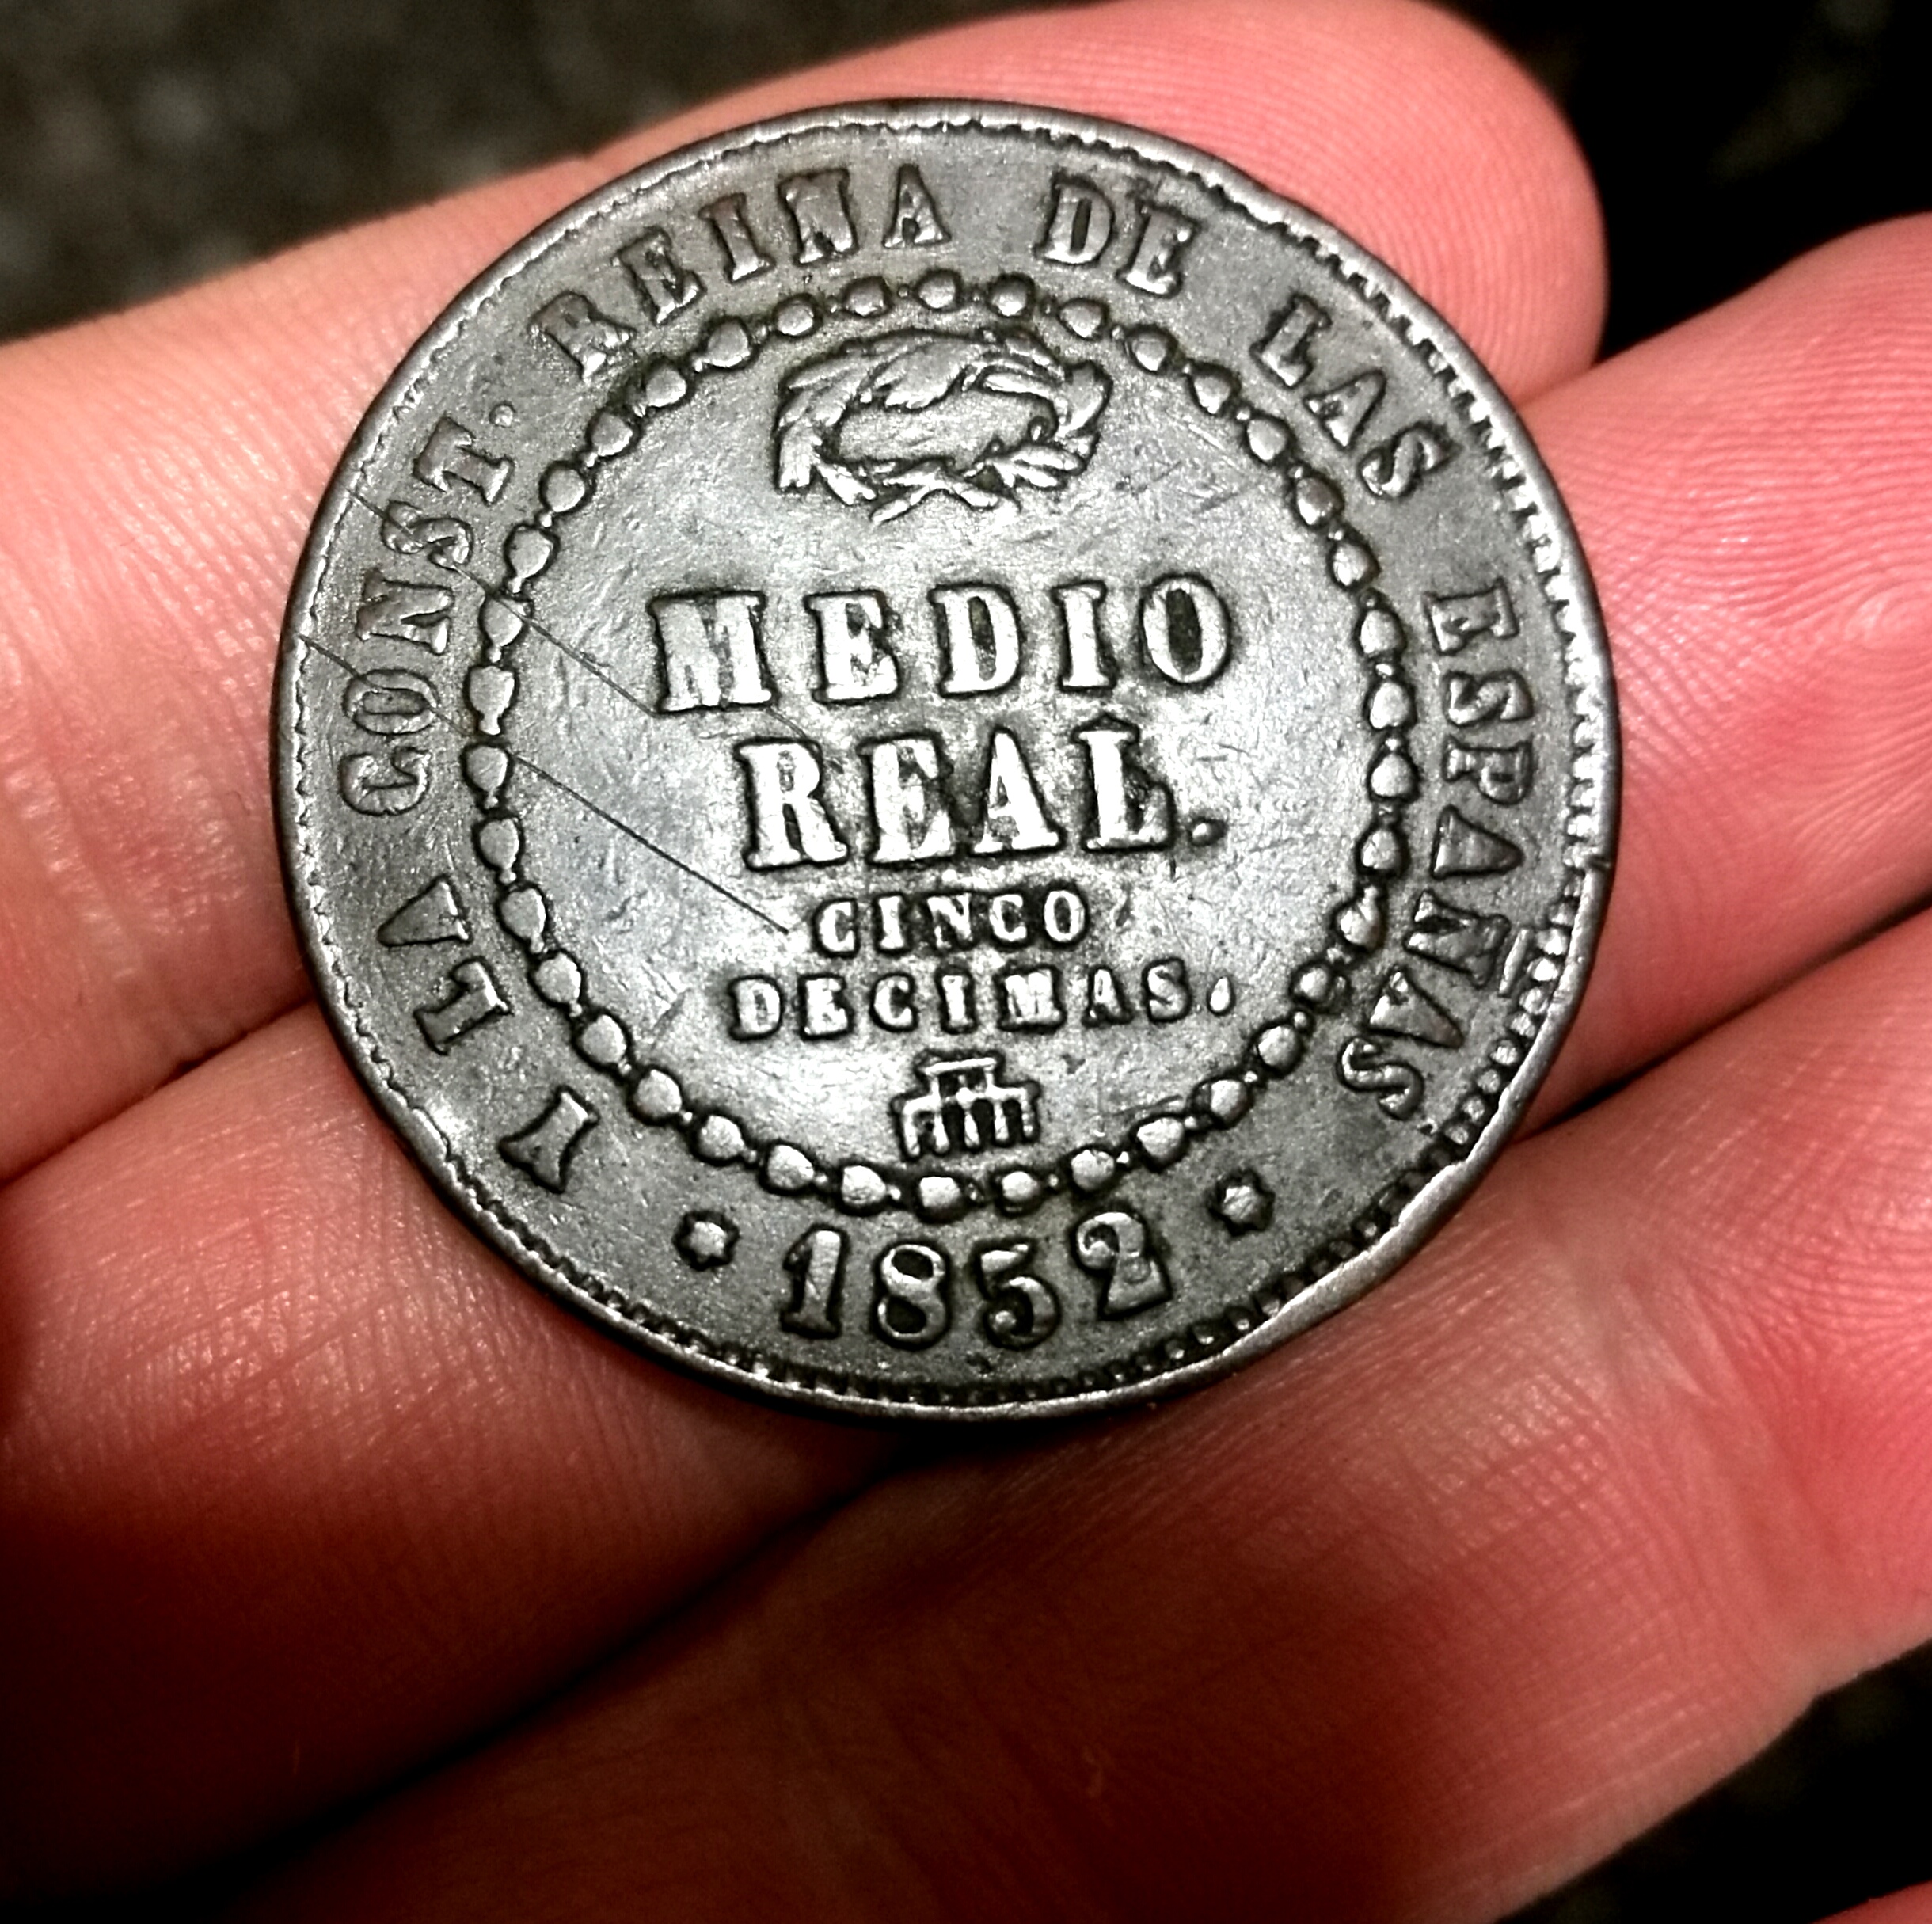 Y LA CONST. REINA DE LAS ESPAÑAS
MEDIO
REAL.
CINCO
DECIMAS.
1852